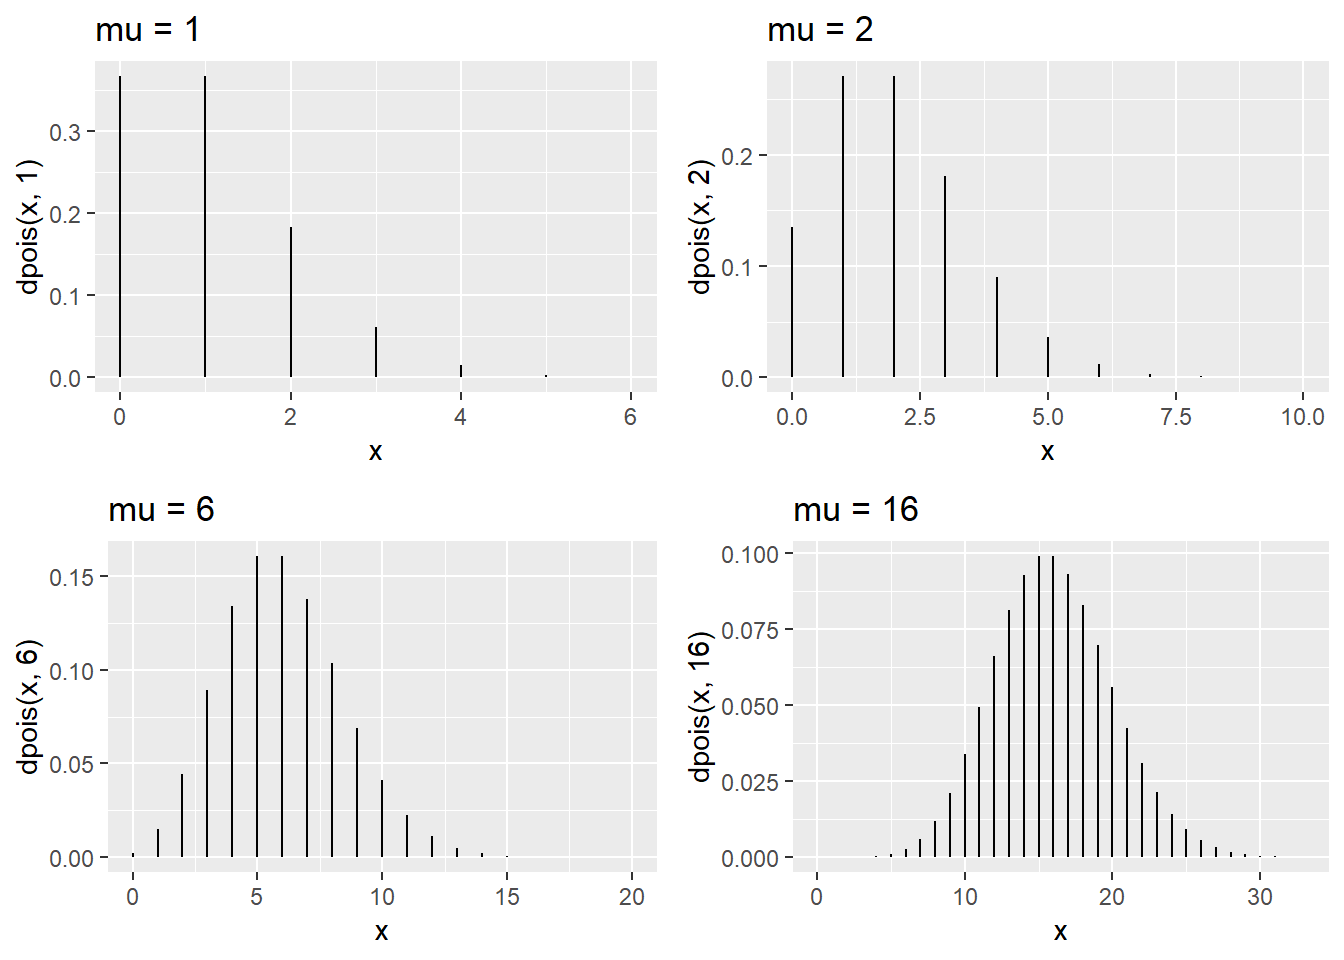 mu = 1
dpois(x, 1)
0.3
0.2
0.1
0.0
0 2 4 6
x
mu = 2
dpois(x, 2)
0.2
0.1
0.0
0.0 2.5 5.0 7.5 10.0
x
mu = 6
dpois(x, 6)
0.15
0.10
0.05
0.00
0 5 10 15 20
x
mu = 16
dpois(x, 16)
0.100
0.075
0.050
0.025
0.000
0 10 20 30
x